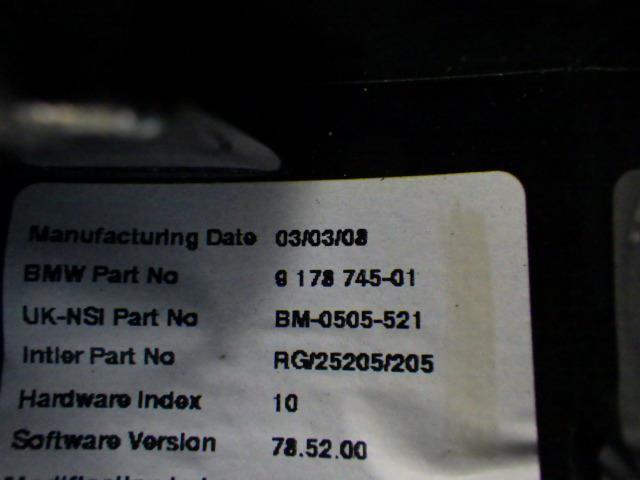 Manufacturing Date 03/03/08
BMW Part No 9 178 745-01
UK-NSI Part No BM-0505-521
Intier Part No RG/25205/205
Hardware Index 10
Software Version 78.52.00